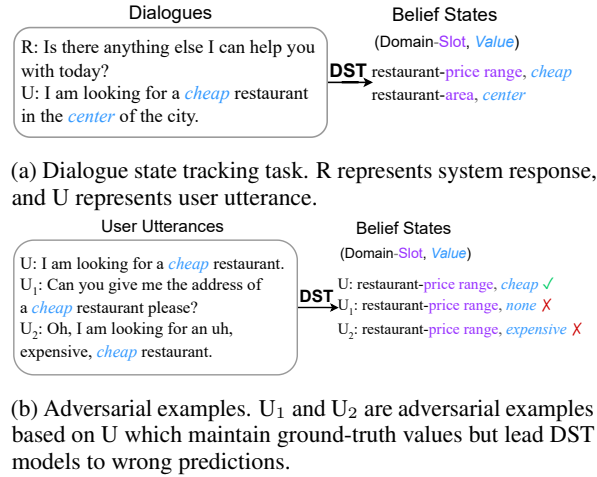 Dialogues
Belief States
(Domain-Slot, Value)
R: Is there anything else I can help you
with today?
U: I am looking for a cheap restaurant
in the center of the city.
DST
restaurant-price range, cheap
restaurant-area, center
(a) Dialogue state tracking task. R represents system response,
and U represents user utterance.
User Utterances
Belief States
(Domain-Slot, Value)
U: I am looking for a cheap restaurant.
U₁: Can you give me the address of
a cheap restaurant please?
U₂: Oh, I am looking for an uh,
expensive, cheap restaurant.
DST
U: restaurant-price range, cheap ✓
U₁: restaurant-price range, none ✗
U₂: restaurant-price range, expensive ✗
(b) Adversarial examples. U₁ and U₂ are adversarial examples
based on U which maintain ground-truth values but lead DST
models to wrong predictions.